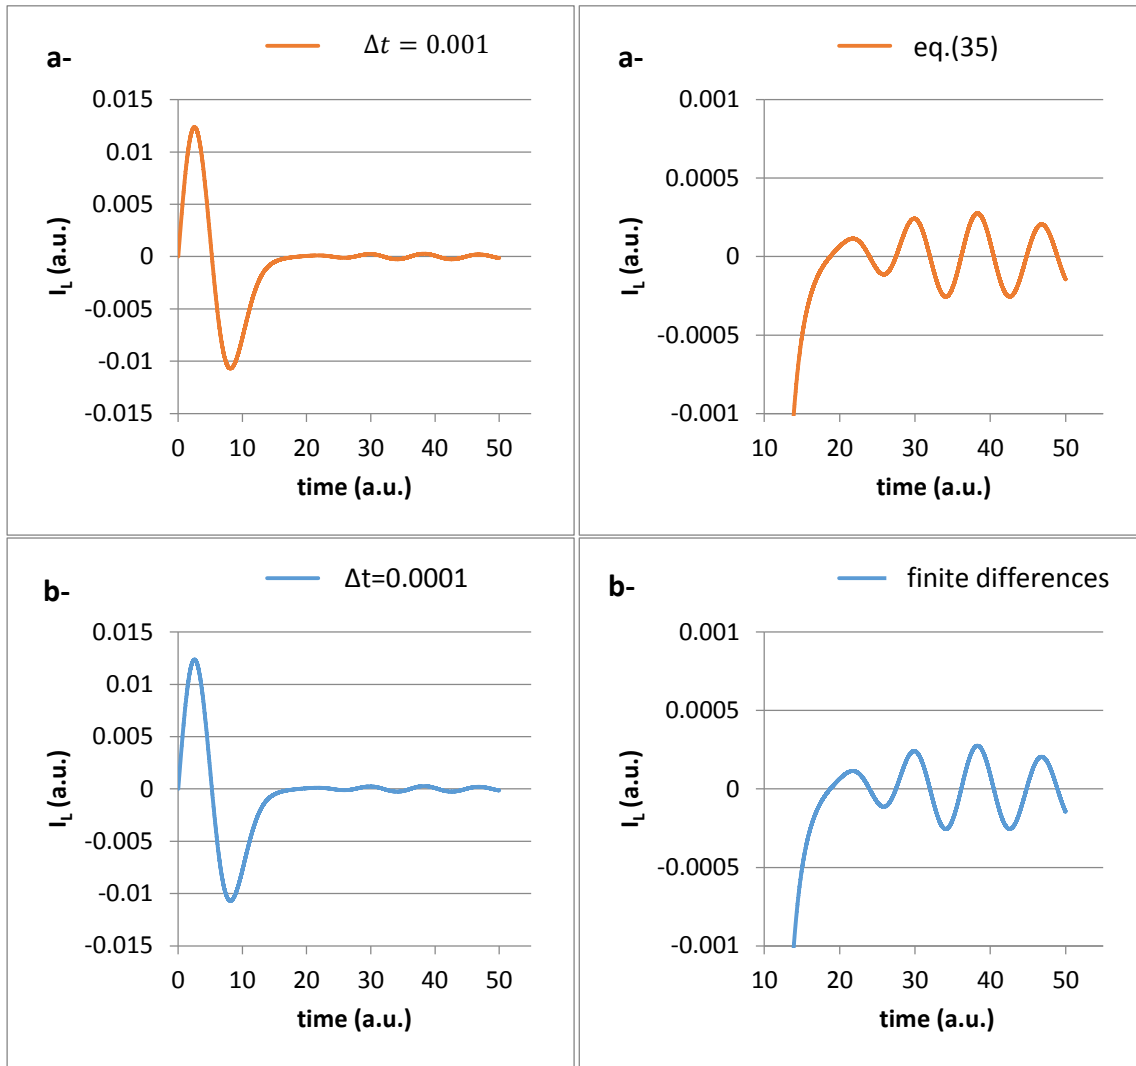 a-
Δt = 0.001
0.015
0.01
0.005
0
-0.005
-0.01
-0.015
0 10 20 30 40 50
I_L (a.u.)
time (a.u.)
a-
eq.(35)
0.001
0.0005
0
-0.0005
-0.001
10 20 30 40 50
I_L (a.u.)
time (a.u.)
b-
Δt=0.0001
0.015
0.01
0.005
0
-0.005
-0.01
-0.015
0 10 20 30 40 50
I_L (a.u.)
time (a.u.)
b-
finite differences
0.001
0.0005
0
-0.0005
-0.001
10 20 30 40 50
I_L (a.u.)
time (a.u.)